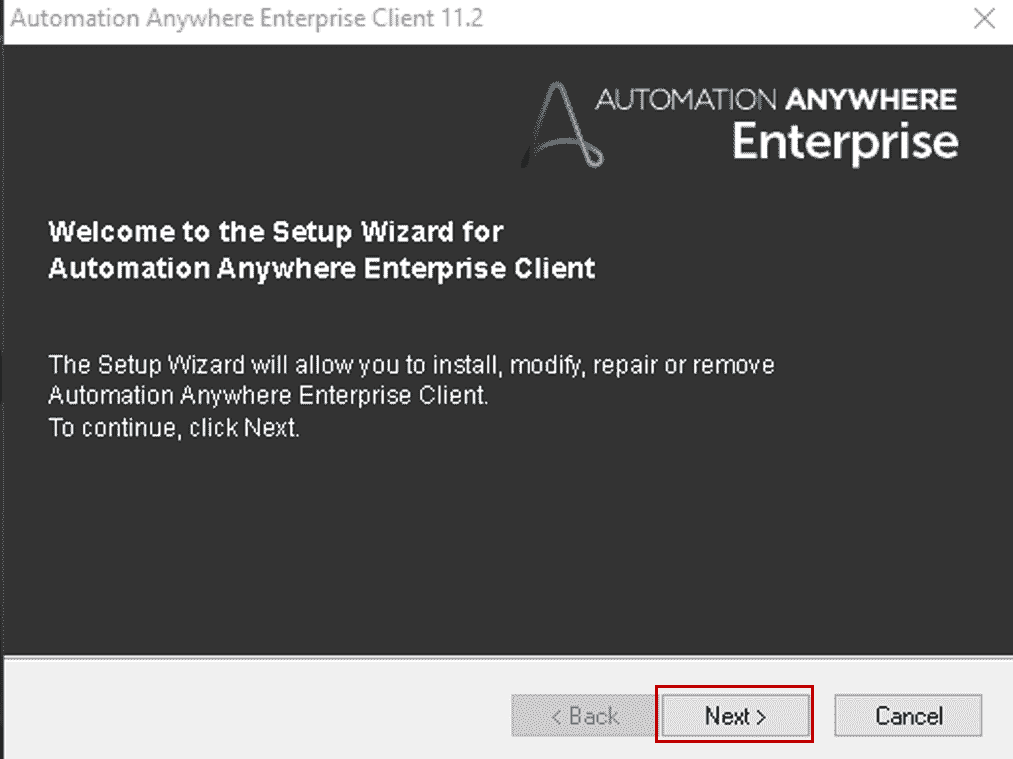 Automation Anywhere Enterprise Client 11.2
AUTOMATION ANYWHERE
Enterprise
Welcome to the Setup Wizard for
Automation Anywhere Enterprise Client
The Setup Wizard will allow you to install, modify, repair or remove
Automation Anywhere Enterprise Client.
To continue, click Next.
< Back
Next >
Cancel